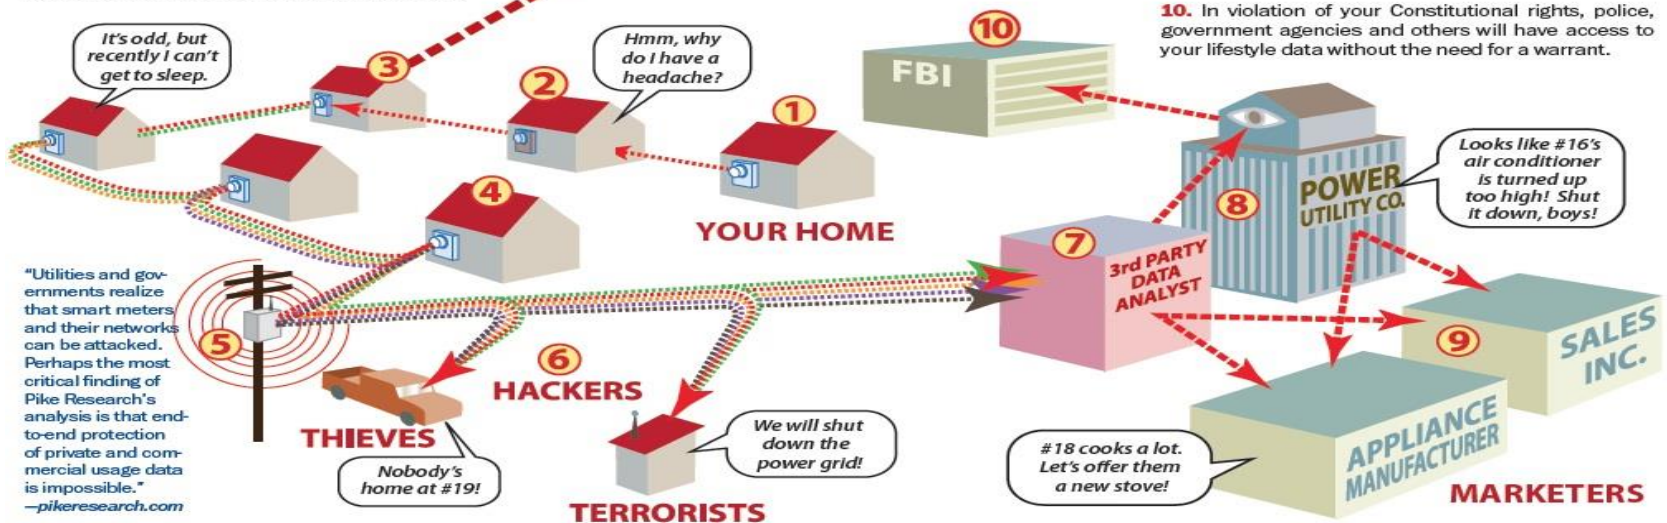 10. In violation of your Constitutional rights, police,
government agencies and others will have access to
your lifestyle data without the need for a warrant.
It's odd, but
recently I can't
get to sleep.
3
2
Hmm, why
do I have a
headache?
1
10
FBI
4
YOUR HOME
8
POWER
UTILITY CO.
Looks like #16's
air conditioner
is turned up
too high! Shut
it down, boys!
7
3rd PARTY
DATA
ANALYST
"Utilities and gov-
ernments realize
that smart meters
and their networks
can be attacked.
Perhaps the most
critical finding of
Pike Research's
analysis is that end-
to-end protection
of private and com-
mercial usage data
is impossible."
—pikeresearch.com
5
6
HACKERS
THIEVES
Nobody's
home at #19!
We will shut
down the
power grid!
TERRORISTS
9
SALES
INC.
APPLIANCE
MANUFACTURER
#18 cooks a lot.
Let's offer them
a new stove!
MARKETERS